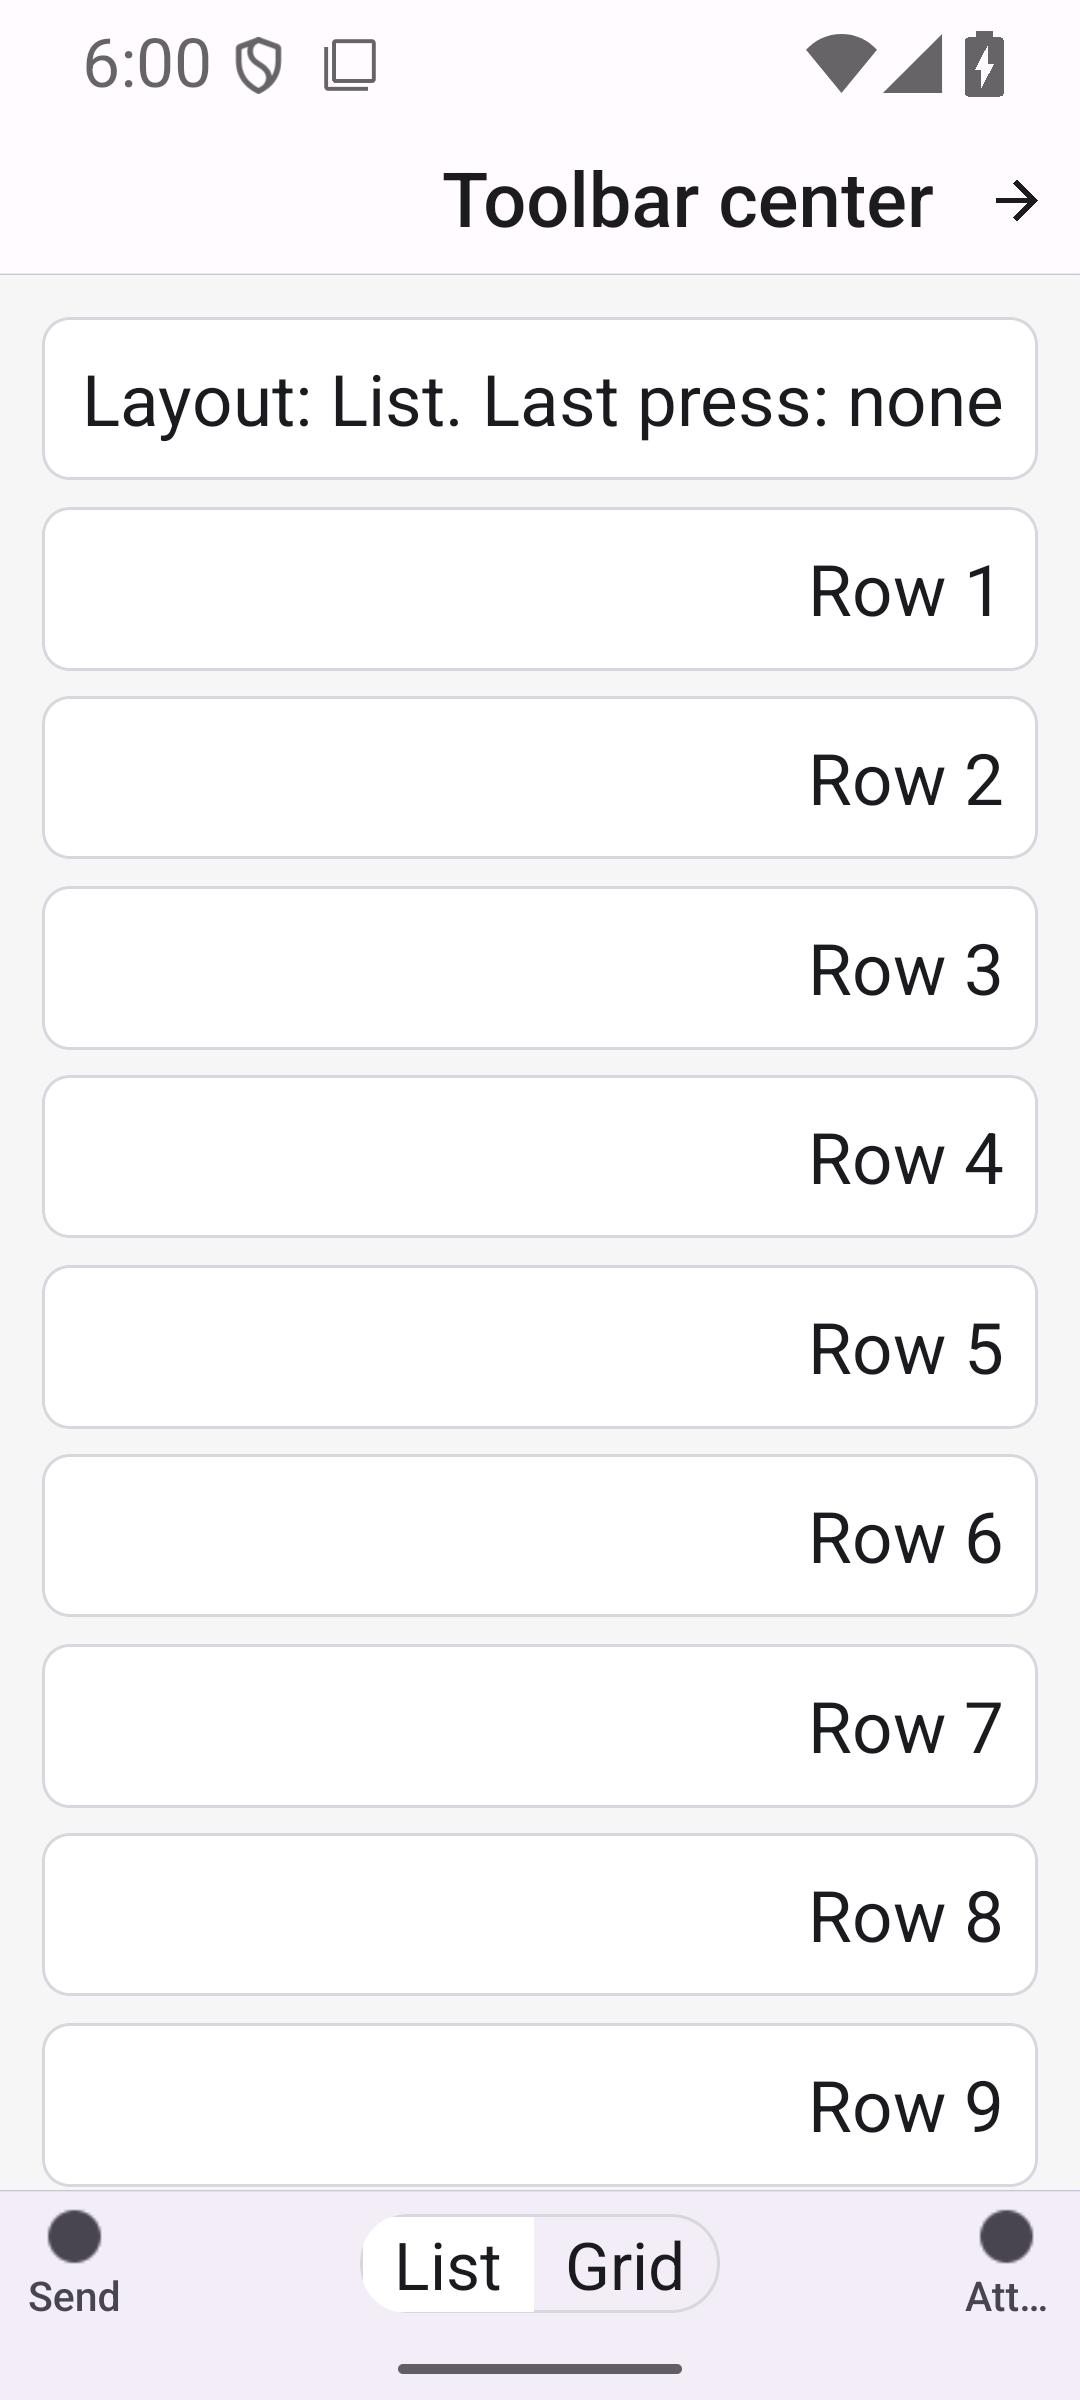 6:00
Toolbar center
Layout: List. Last press: none
Row 1
Row 2
Row 3
Row 4
Row 5
Row 6
Row 7
Row 8
Row 9
Send
List
Grid
Att...